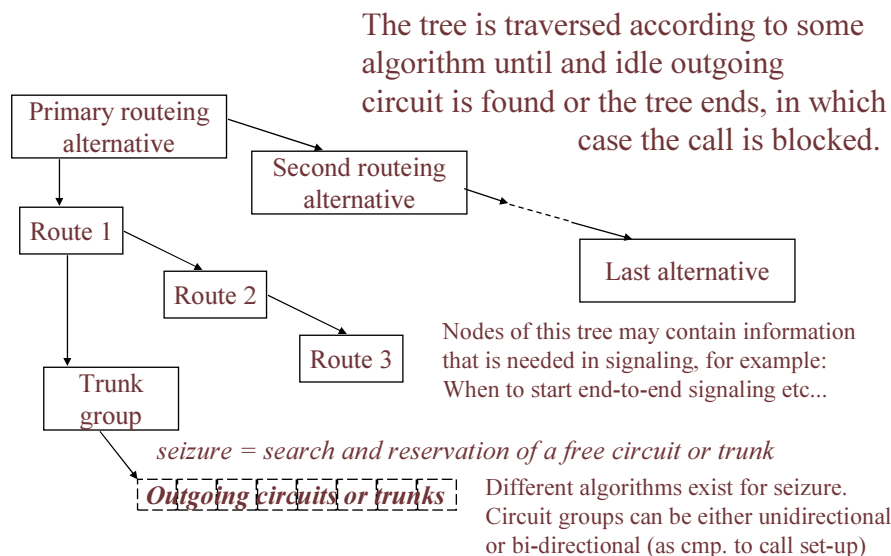 The tree is traversed according to some
algorithm until and idle outgoing
circuit is found or the tree ends, in which
case the call is blocked.
Primary routeing
alternative
Second routeing
alternative
Route 1
Last alternative
Route 2
Route 3
Nodes of this tree may contain information
that is needed in signaling, for example:
When to start end-to-end signaling etc...
Trunk
group
seizure = search and reservation of a free circuit or trunk
Outgoing circuits or trunks
Different algorithms exist for seizure.
Circuit groups can be either unidirectional
or bi-directional (as cmp. to call set-up)